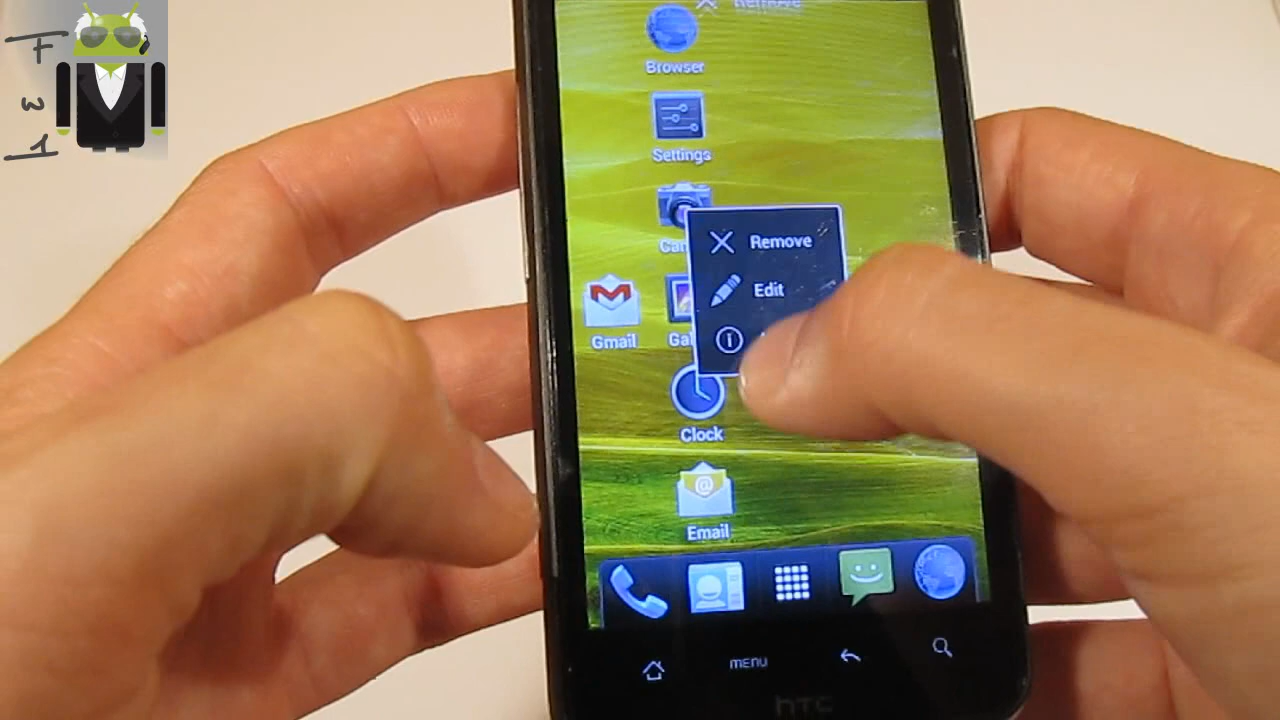 F
w
1
Remove
Browser
Settings
Remove
Edit
Gmail
Clock
Email
MENU
hTC